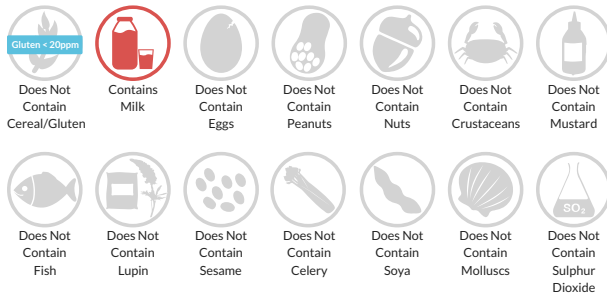 Gluten < 20ppm
Does Not
Contain
Cereal/Gluten
Contains
Milk
Does Not
Contain
Eggs
Does Not
Contain
Peanuts
Does Not
Contain
Nuts
Does Not
Contain
Crustaceans
Does Not
Contain
Mustard
Does Not
Contain
Fish
Does Not
Contain
Lupin
Does Not
Contain
Sesame
Does Not
Contain
Celery
Does Not
Contain
Soya
Does Not
Contain
Molluscs
SO₂
Does Not
Contain
Sulphur
Dioxide